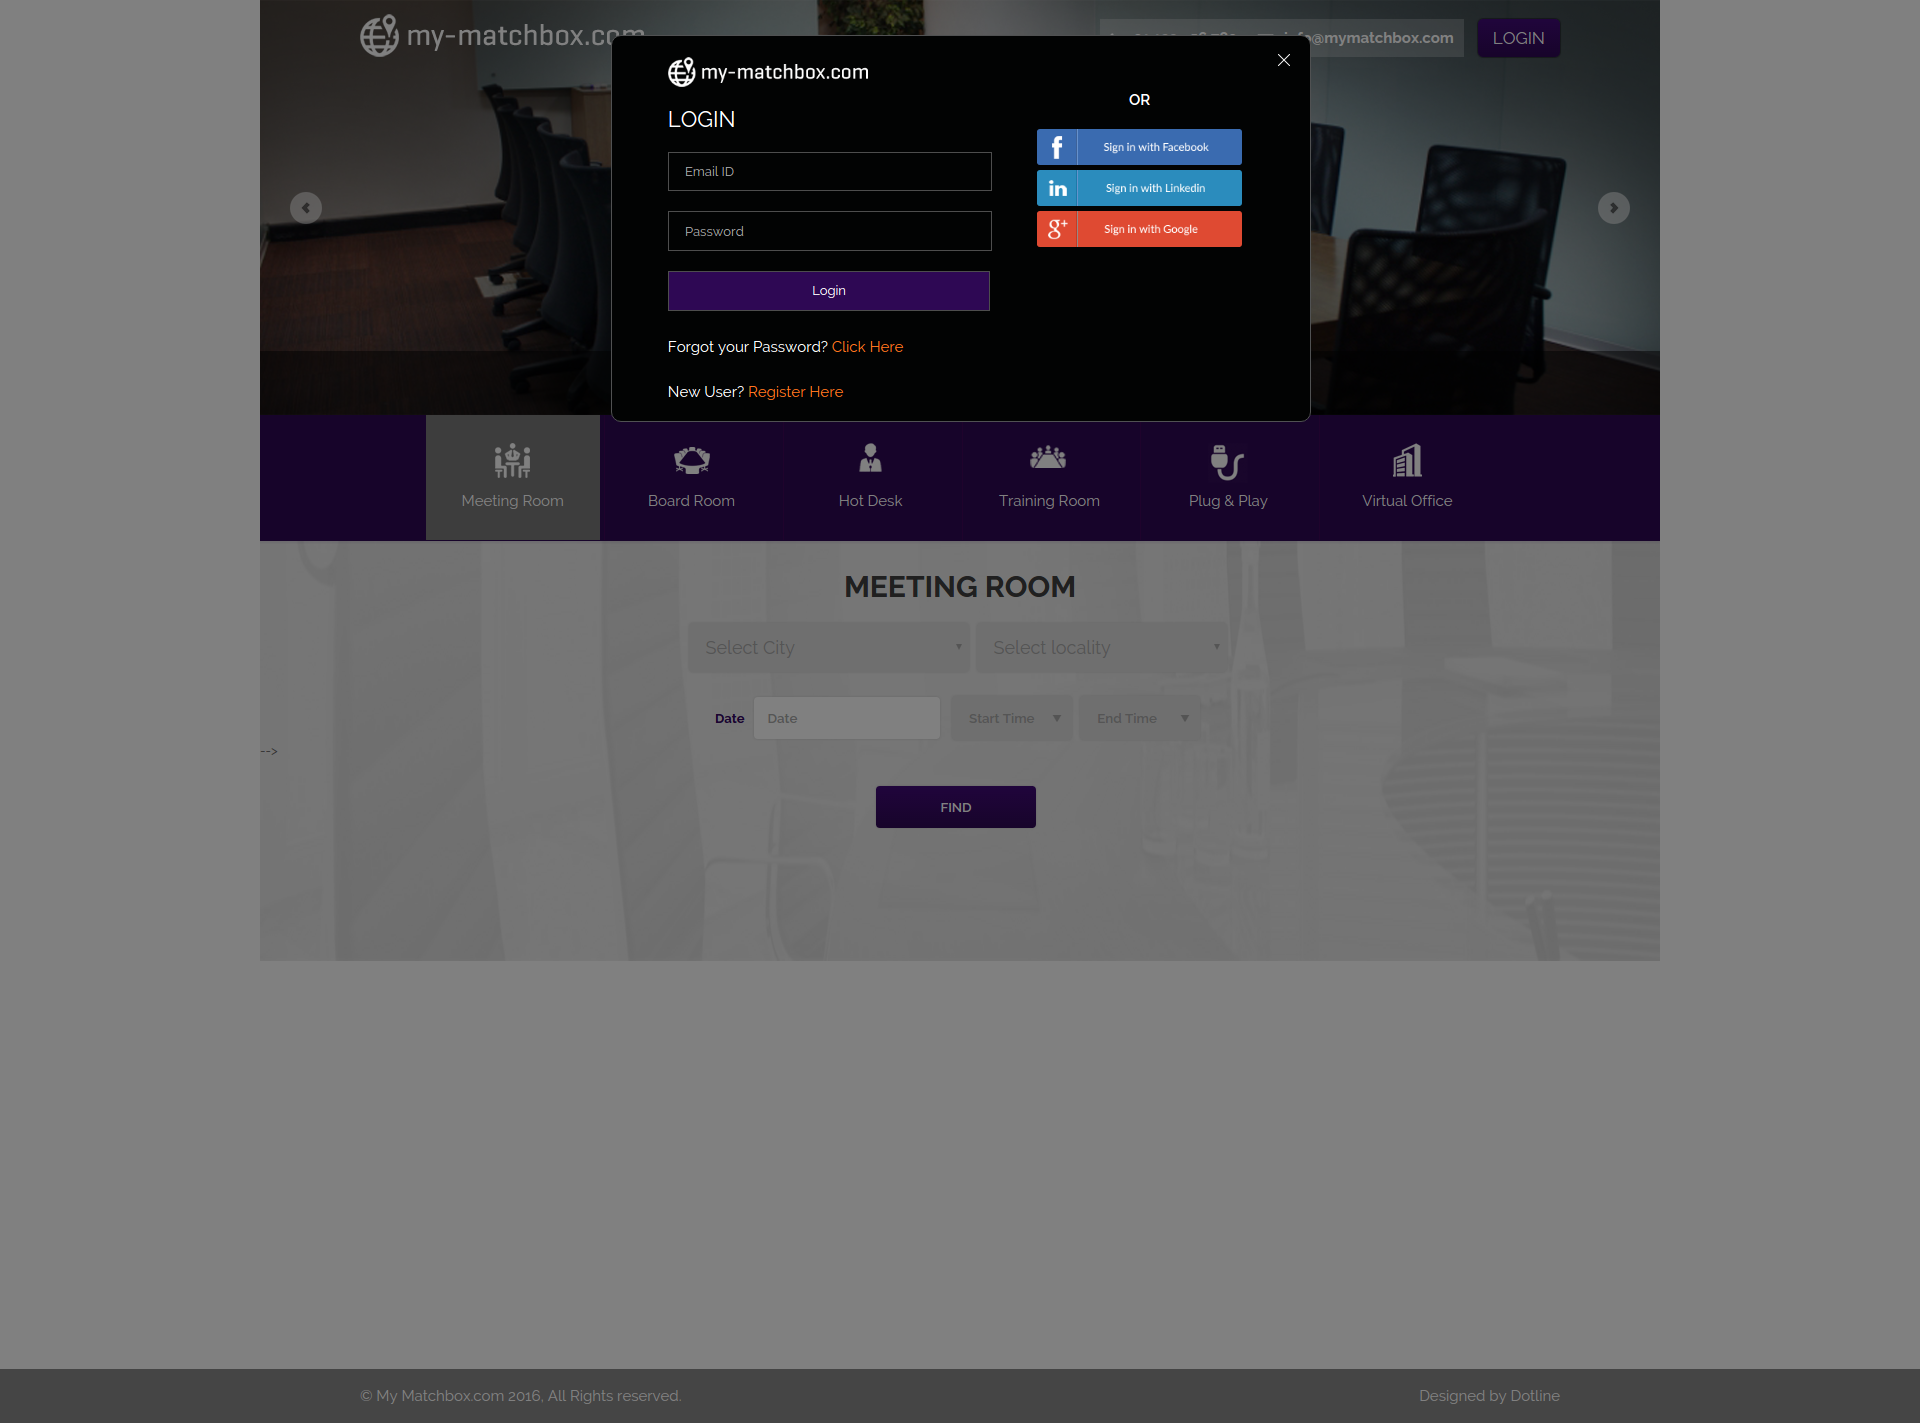 my-matchbox.com
info@mymatchbox.com
LOGIN
my-matchbox.com
LOGIN
Email ID
Password
Login
Forgot your Password? Click Here
New User? Register Here
OR
Sign in with Facebook
Sign in with Linkedin
Sign in with Google
Meeting Room
Board Room
Hot Desk
Training Room
Plug & Play
Virtual Office
MEETING ROOM
Select City
Select locality
Date
Date
Start Time
End Time
-->
FIND
© My Matchbox.com 2016, All Rights reserved.
Designed by Dotline